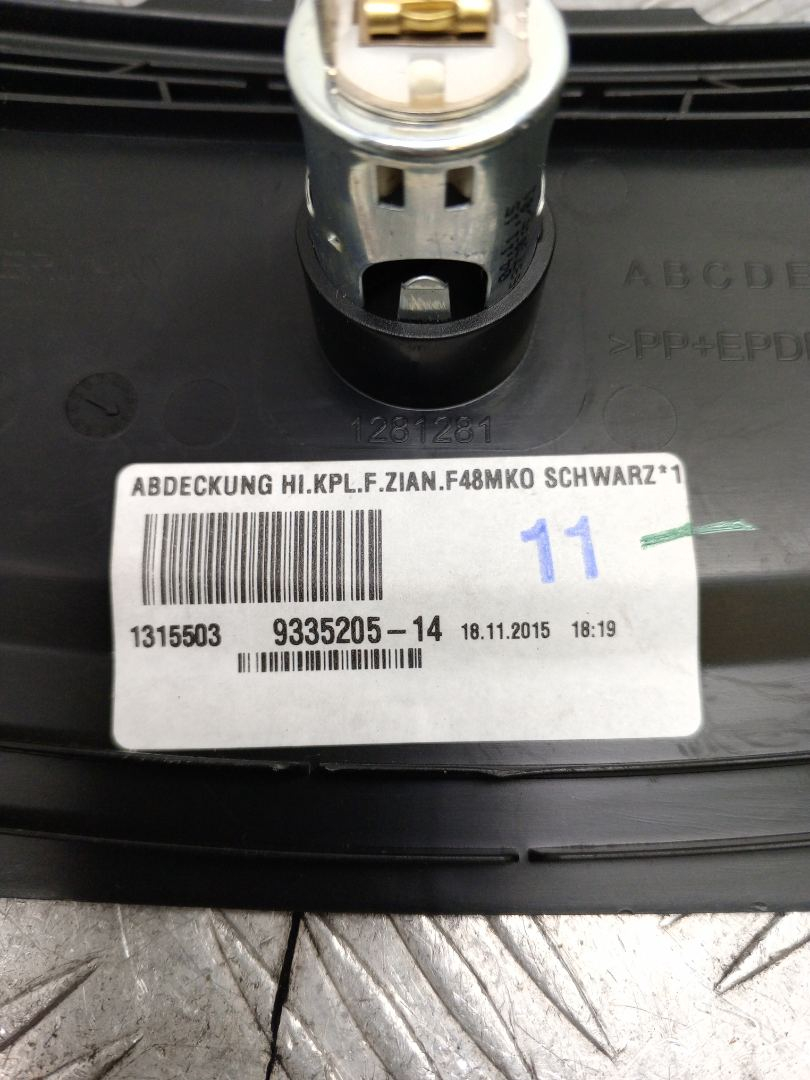 A B C D E
>PP+EPD
1281281
ABDECKUNG HI.KPL.F.ZIAN.F48MKO SCHWARZ*1
11
1315503 9335205-14 18.11.2015 18:19